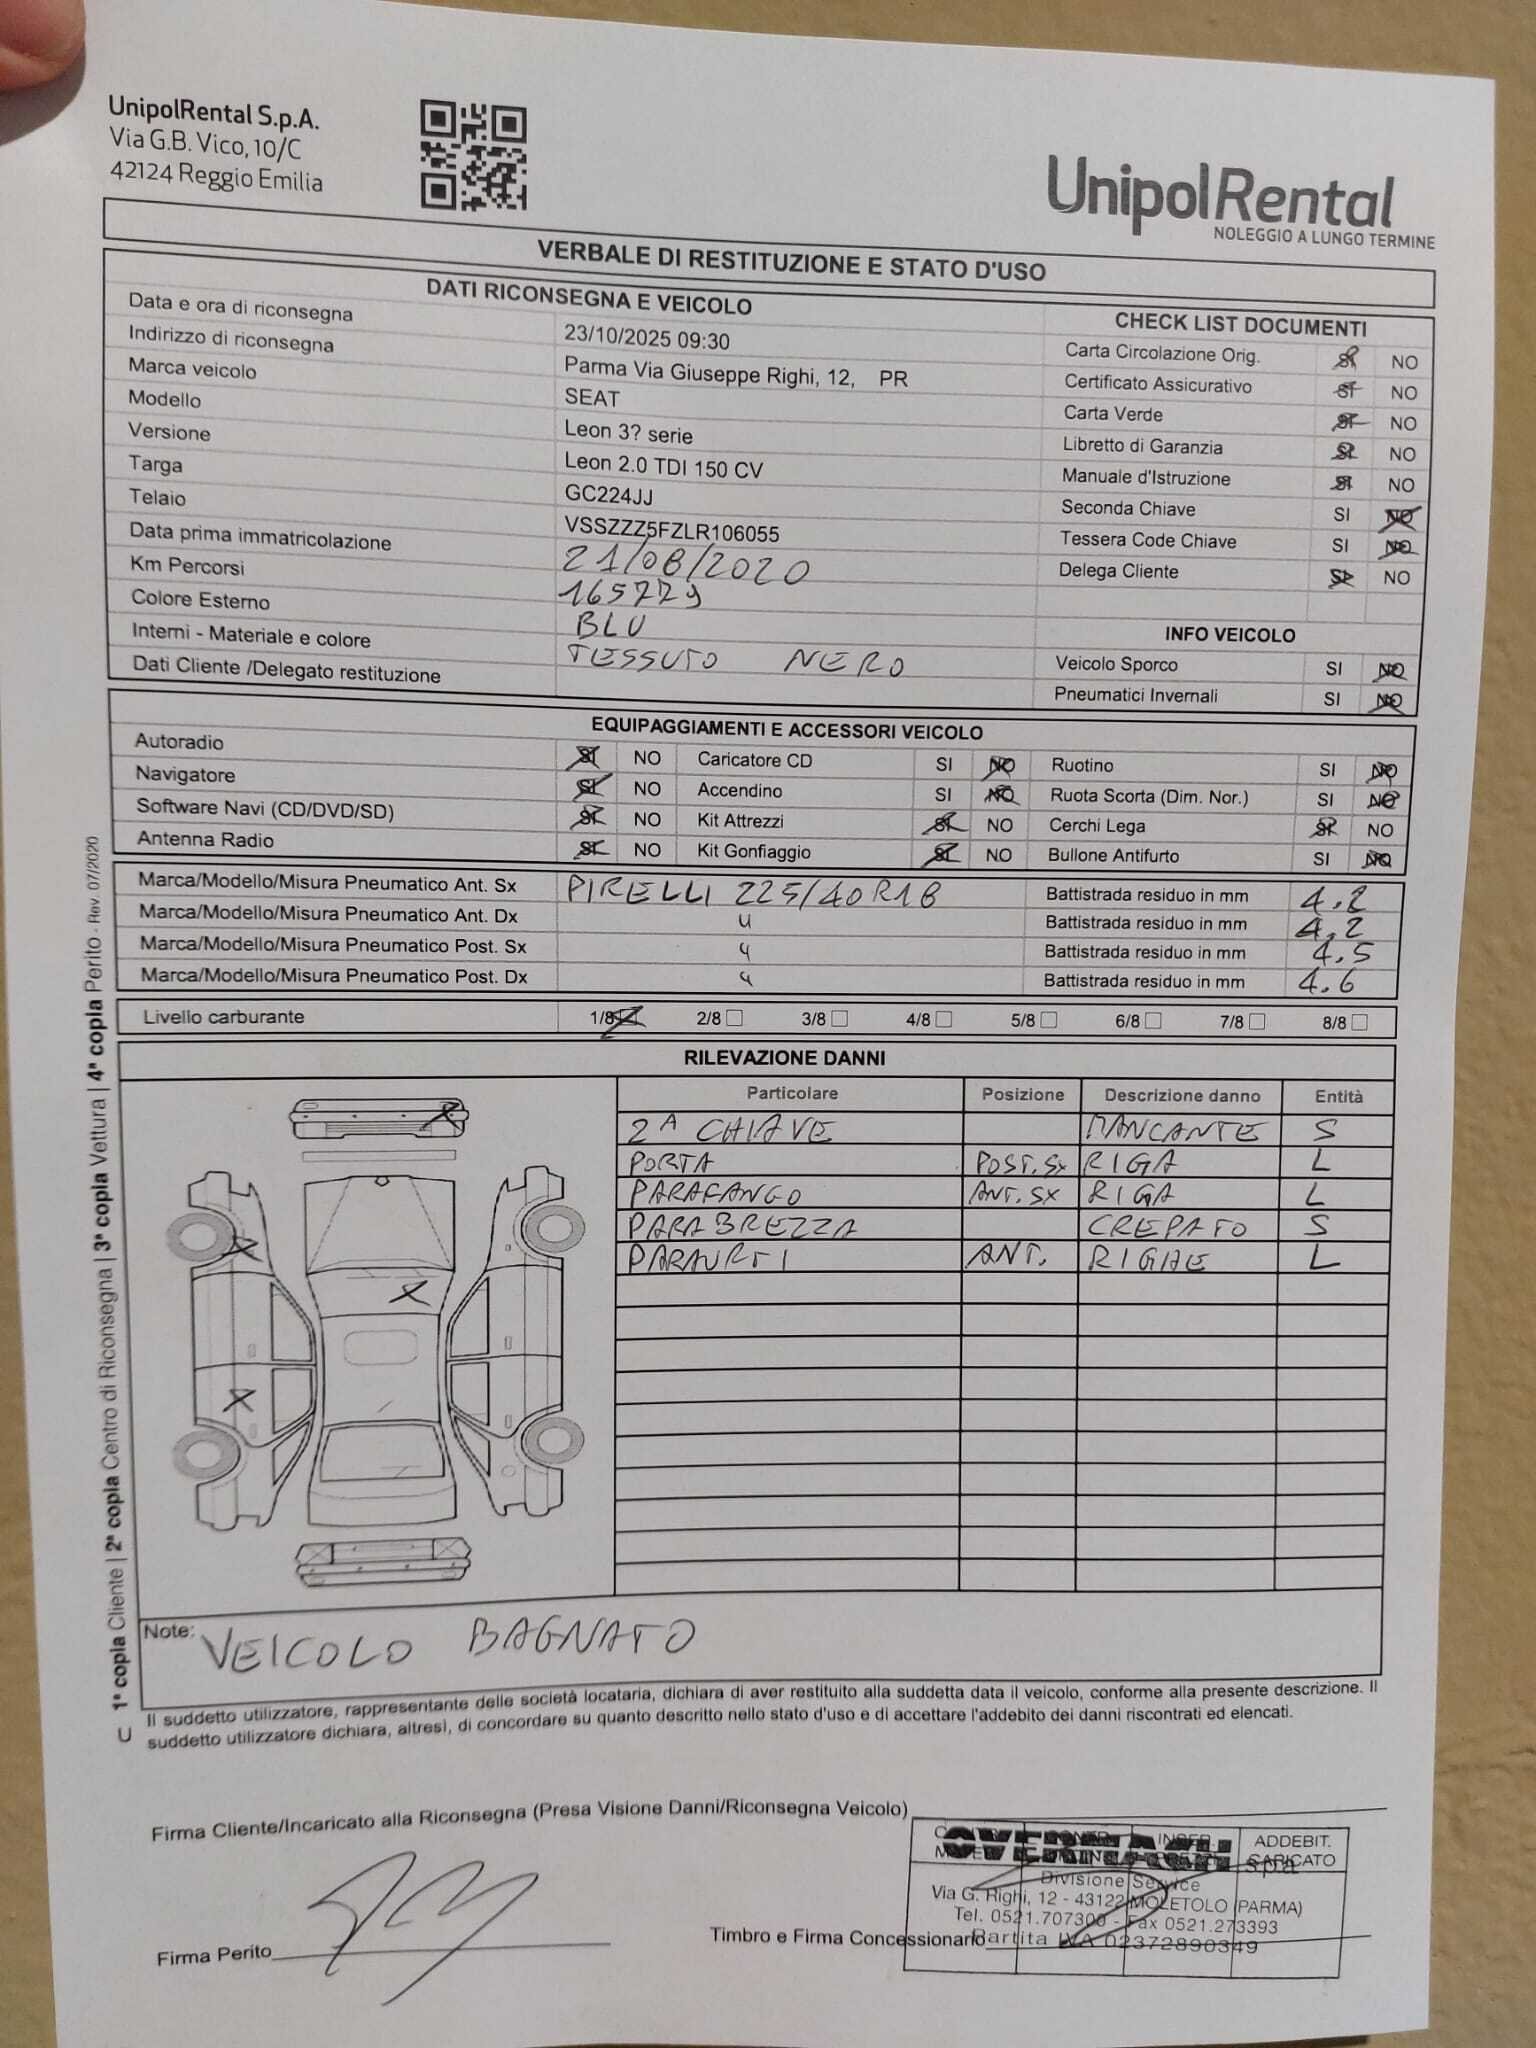 UnipolRental S.p.A.
Via G.B. Vico, 10/C
42124 Reggio Emilia
UnipolRental
NOLEGGIO A LUNGO TERMINE
VERBALE DI RESTITUZIONE E STATO D'USO
DATI RICONSEGNA E VEICOLO
Data e ora di riconsegna 23/10/2025 09:30
Indirizzo di riconsegna Parma Via Giuseppe Righi, 12, PR
Marca veicolo SEAT
Modello Leon 3? serie
Versione Leon 2.0 TDI 150 CV
Targa GC224JJ
Telaio VSSZZZ5FZLR106055
Data prima immatricolazione 21/08/2020
Km Percorsi 165779
Colore Esterno BLU
Interni - Materiale e colore TESSUTO NERO
Dati Cliente /Delegato restituzione
CHECK LIST DOCUMENTI
Carta Circolazione Orig. SI NO
Certificato Assicurativo SI NO
Carta Verde SI NO
Libretto di Garanzia SI NO
Manuale d'Istruzione SI NO
Seconda Chiave SI NO
Tessera Code Chiave SI NO
Delega Cliente SI NO
INFO VEICOLO
Veicolo Sporco SI NO
Pneumatici Invernali SI NO
EQUIPAGGIAMENTI E ACCESSORI VEICOLO
Autoradio SI NO Caricatore CD SI NO Ruotino SI NO
Navigatore SI NO Accendino SI NO Ruota Scorta (Dim. Nor.) SI NO
Software Navi (CD/DVD/SD) SI NO Kit Attrezzi SI NO Cerchi Lega SI NO
Antenna Radio SI NO Kit Gonfiaggio SI NO Bullone Antifurto SI NO
Marca/Modello/Misura Pneumatico Ant. Sx PIRELLI 225/40R18 Battistrada residuo in mm 4.2
Marca/Modello/Misura Pneumatico Ant. Dx " Battistrada residuo in mm 4.2
Marca/Modello/Misura Pneumatico Post. Sx " Battistrada residuo in mm 4.5
Marca/Modello/Misura Pneumatico Post. Dx " Battistrada residuo in mm 4.6
Livello carburante 1/8 2/8 3/8 4/8 5/8 6/8 7/8 8/8
RILEVAZIONE DANNI
Particolare Posizione Descrizione danno Entità
2ª CHIAVE MANCANTE S
PORTA POST. SX RIGA L
PARAFANGO ANT. SX RIGA L
PARABREZZA CREPATO S
PARAURTI ANT. RIGHE L
Note: VEICOLO BAGNATO
Il suddetto utilizzatore, rappresentante delle società locataria, dichiara di aver restituito alla suddetta data il veicolo, conforme alla presente descrizione. Il
suddetto utilizzatore dichiara, altresì, di concordare su quanto descritto nello stato d'uso e di accettare l'addebito dei danni riscontrati ed elencati.
1ª copia Cliente | 2ª copia Centro di Riconsegna | 3ª copia Vettura | 4ª copia Perito - Rev. 07/2020
U
Firma Cliente/Incaricato alla Riconsegna (Presa Visione Danni/Riconsegna Veicolo)
ADDEBIT.
CARICATO
s.p.a
Divisione Service
Via G. Righi, 12 - 43122 MOLETOLO (PARMA)
Tel. 0521.707300 - Fax 0521.273393
Partita IVA 02372890349
Firma Perito
Timbro e Firma Concessionario